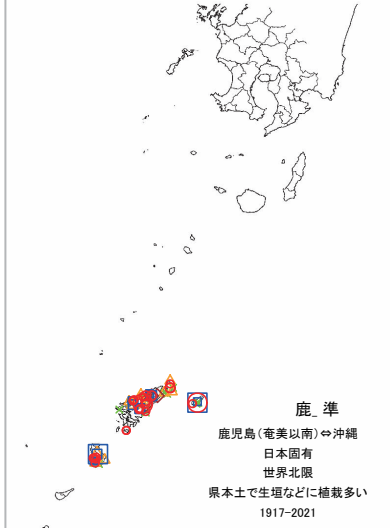 鹿_準
鹿児島(奄美以南)⇔沖縄
日本固有
世界北限
県本土で生垣などに植栽多い
1917-2021